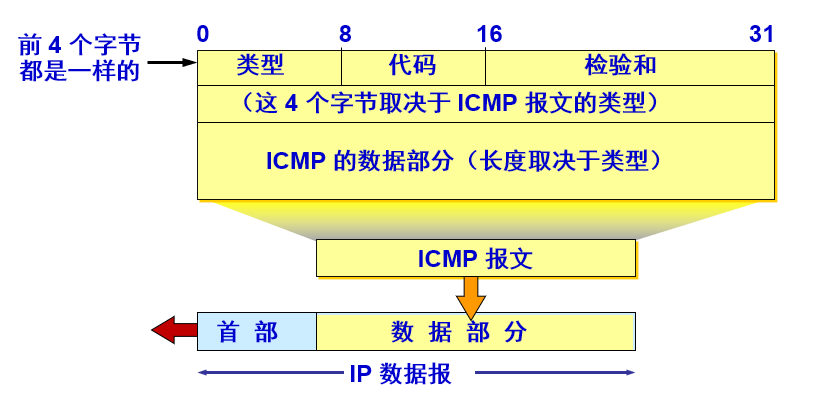 0 8 16 31
前 4 个字节
都是一样的
类型 代码 检验和
（这 4 个字节取决于 ICMP 报文的类型）
ICMP 的数据部分（长度取决于类型）
ICMP 报文
首 部 数 据 部 分
IP 数据报